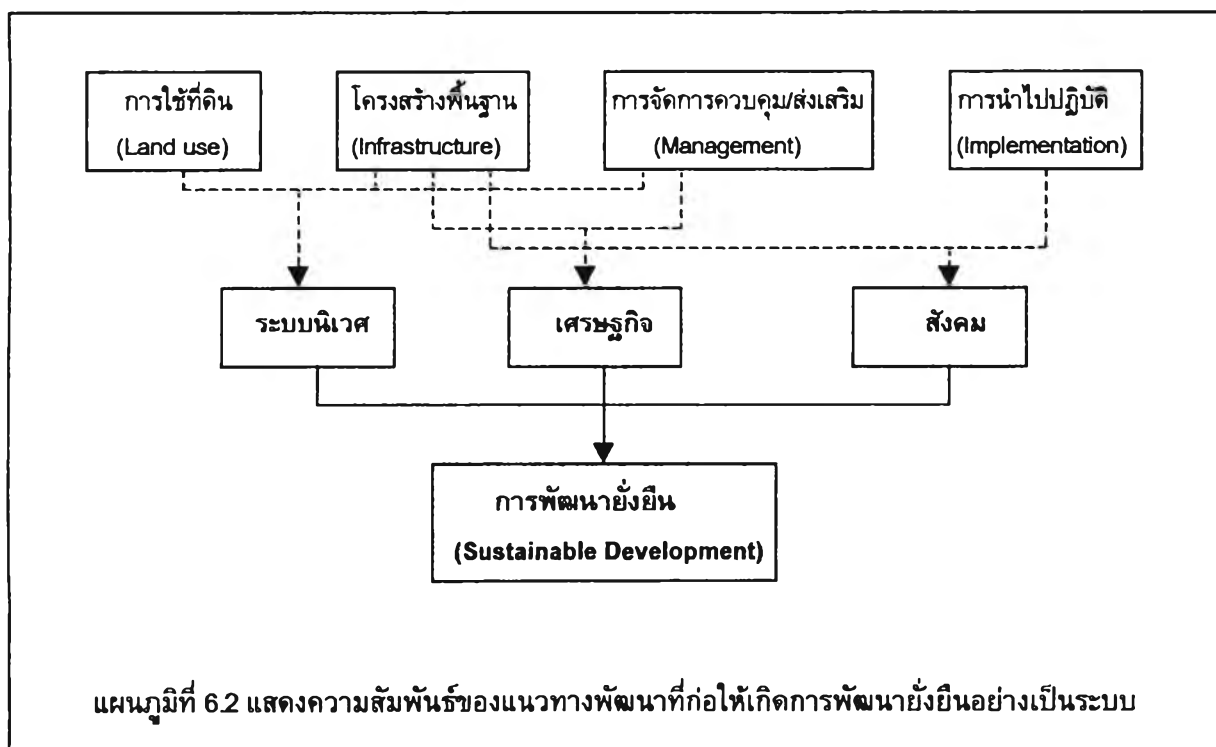 การใช้ที่ดิน
(Land use)
โครงสร้างพื้นฐาน
(Infrastructure)
การจัดการควบคุม/ส่งเสริม
(Management)
การนำไปปฏิบัติ
(Implementation)
ระบบนิเวศ
เศรษฐกิจ
สังคม
การพัฒนายั่งยืน
(Sustainable Development)
แผนภูมิที่ 6.2 แสดงความสัมพันธ์ของแนวทางพัฒนาที่ก่อให้เกิดการพัฒนายั่งยืนอย่างเป็นระบบ